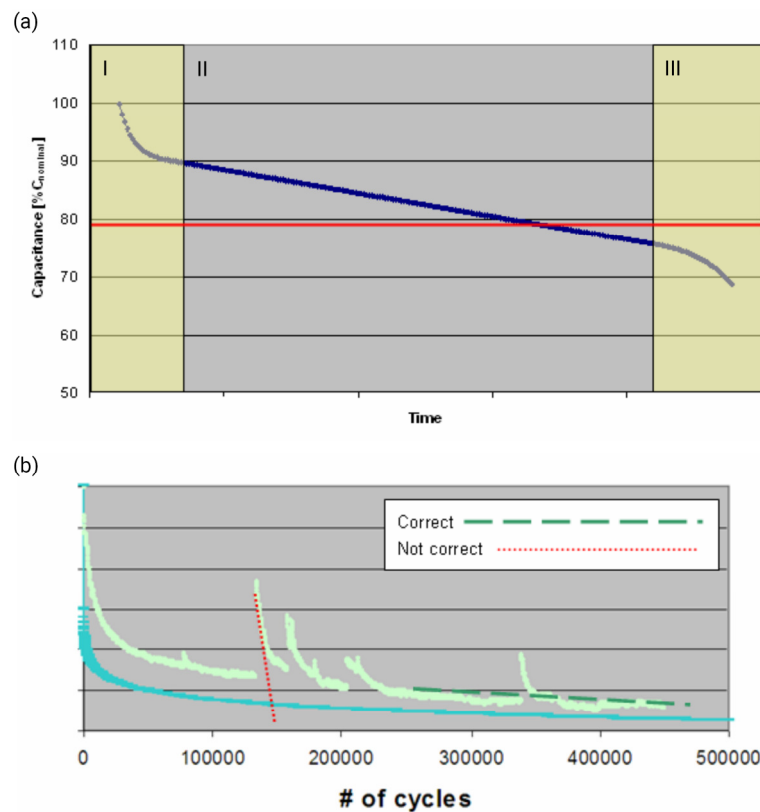 (a)
110
I
II
III
100
90
80
70
60
50
Capacitance [%Cnominal]
Time
(b)
Correct
Not correct
0
100000
200000
300000
400000
500000
# of cycles